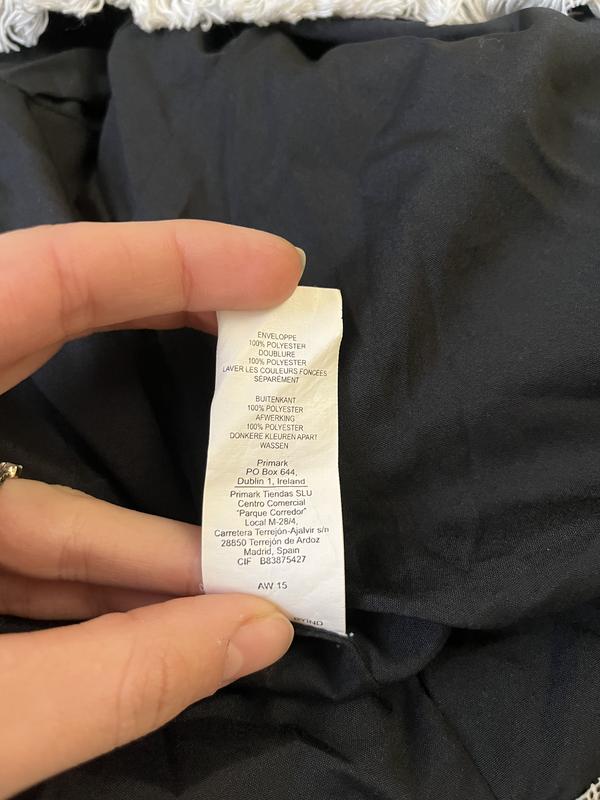 ENVELOPPE
100% POLYESTER
DOUBLURE
100% POLYESTER
LAVER LES COULEURS FONCÉES
SÉPARÉMENT
BUITENKANT
100% POLYESTER
AFWERKING
100% POLYESTER
DONKERE KLEUREN APART
WASSEN
Primark
PO Box 644,
Dublin 1, Ireland
Primark Tiendas SLU
Centro Comercial
"Parque Corredor"
Local M-28/4,
Carretera Terrejón-Ajalvir s/n
28850 Terrejón de Ardoz
Madrid, Spain
CIF B83875427
AW 15